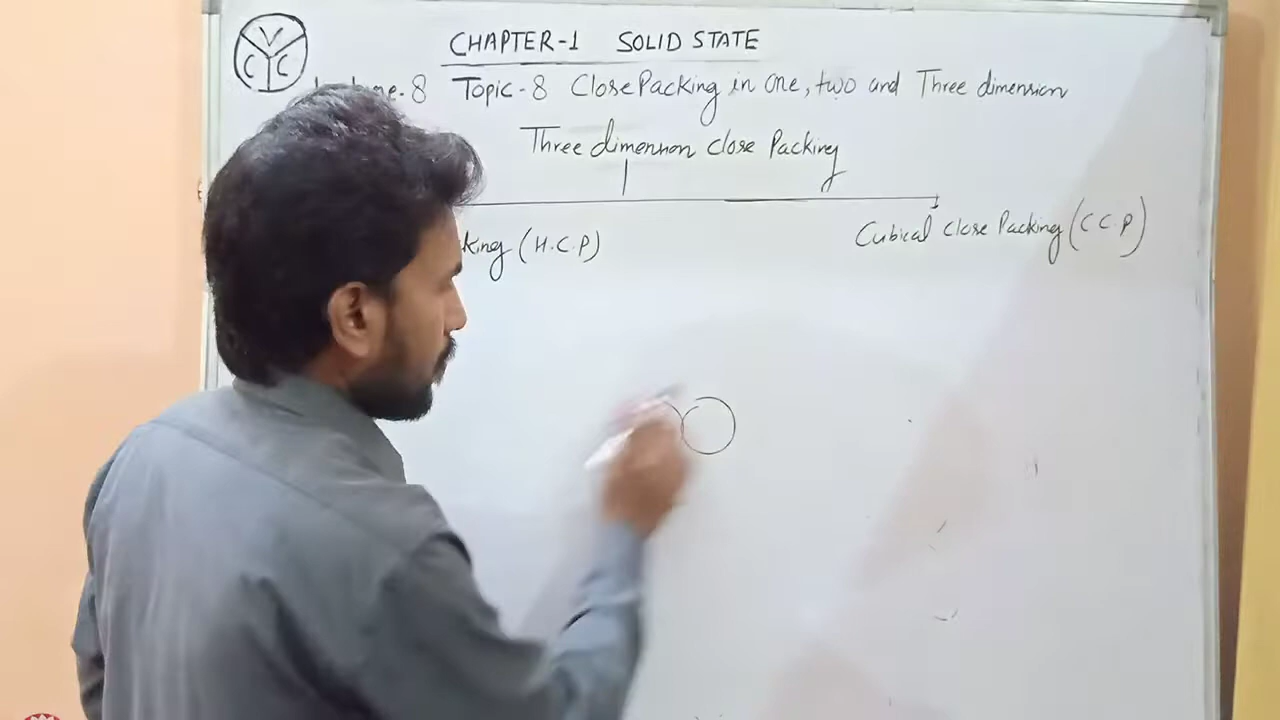 V
C C
CHAPTER-1 SOLID STATE
8 Topic-8 Close Packing in One, two and Three dimension
Three dimension close Packing
king (H.C.P)
Cubical close Packing (C C.P)